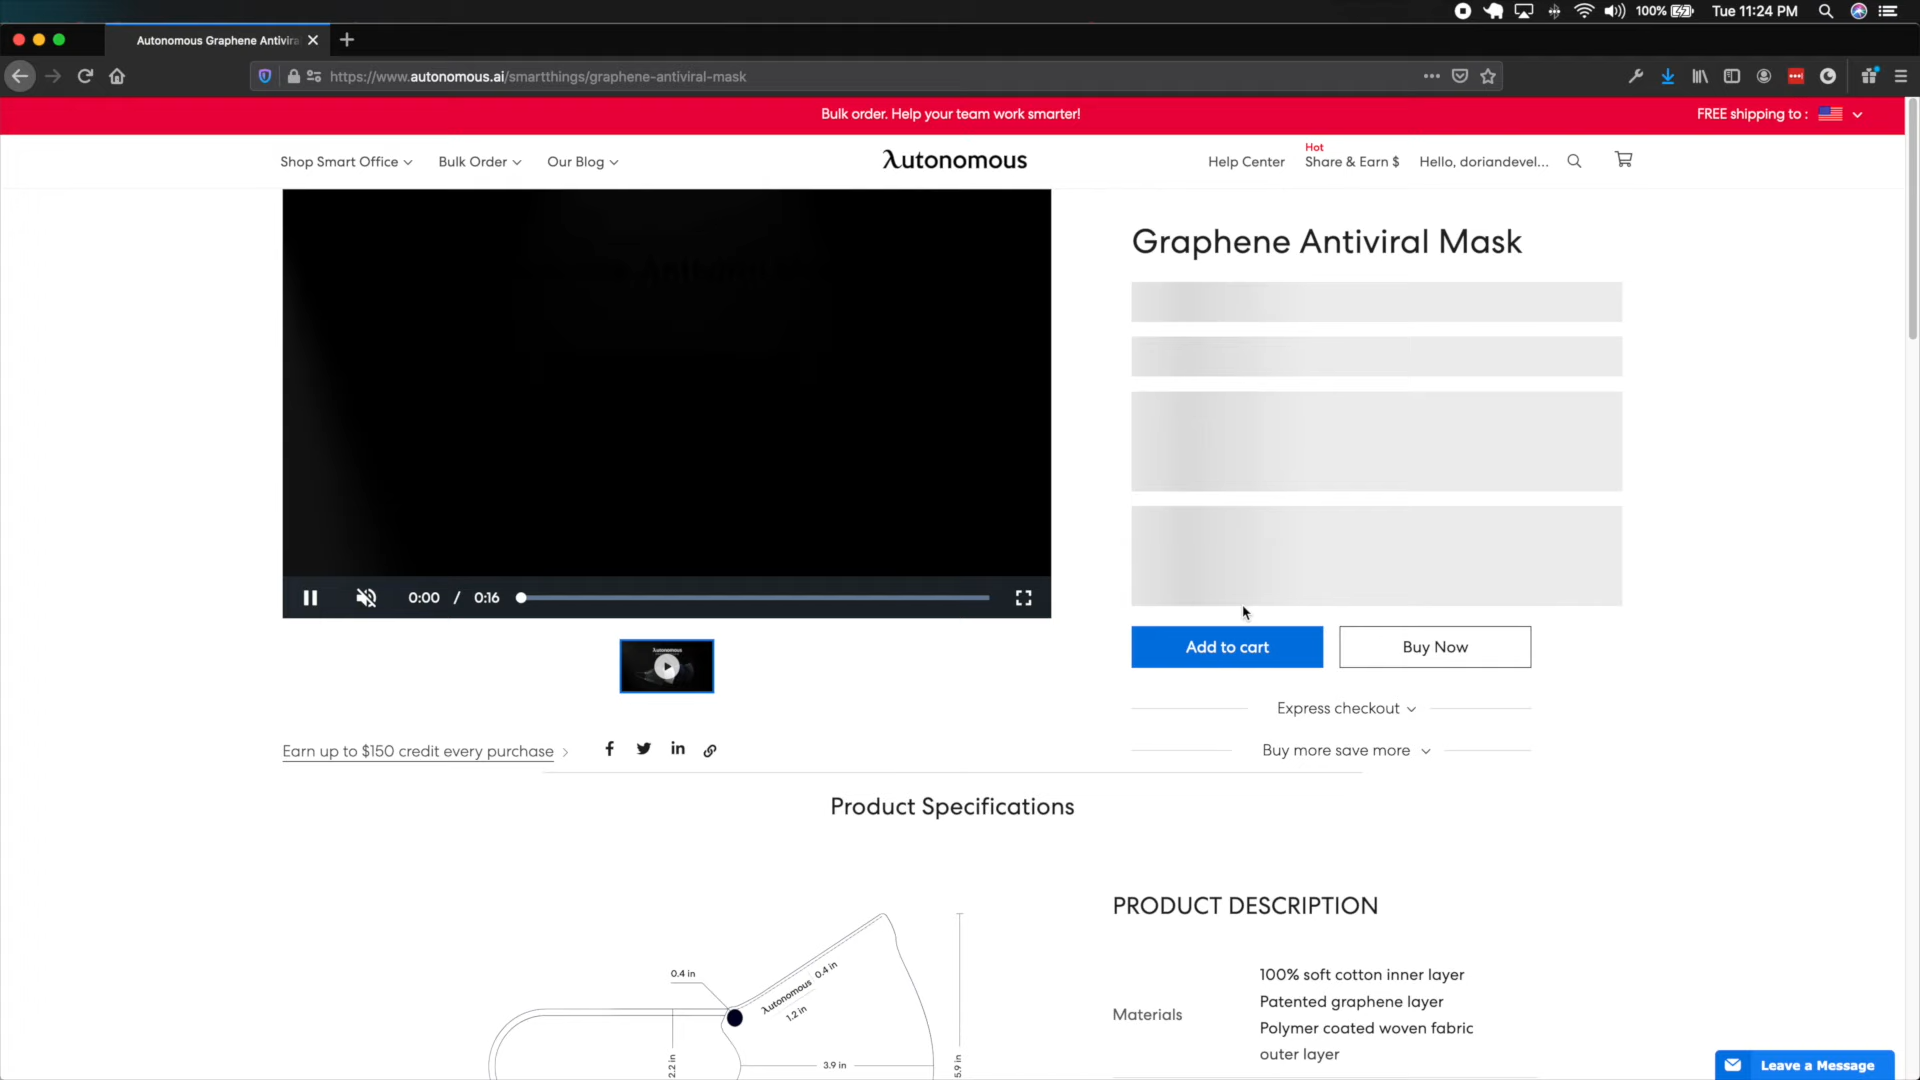 100%
Tue 11:24 PM
Autonomous Graphene Antivira
https://www.autonomous.ai/smartthings/graphene-antiviral-mask
Bulk order. Help your team work smarter!
FREE shipping to :
Shop Smart Office
Bulk Order
Our Blog
Autonomous
Help Center
Hot
Share & Earn $
Hello, doriandevel...
Graphene Antiviral Mask
0:00 / 0:16
Add to cart
Buy Now
Autonomous
Express checkout
Earn up to $150 credit every purchase
Buy more save more
Product Specifications
PRODUCT DESCRIPTION
0.4 in
Autonomous
0.4 in
1.2 in
2.2 in
3.9 in
5.9 in
Materials
100% soft cotton inner layer
Patented graphene layer
Polymer coated woven fabric
outer layer
Leave a Message